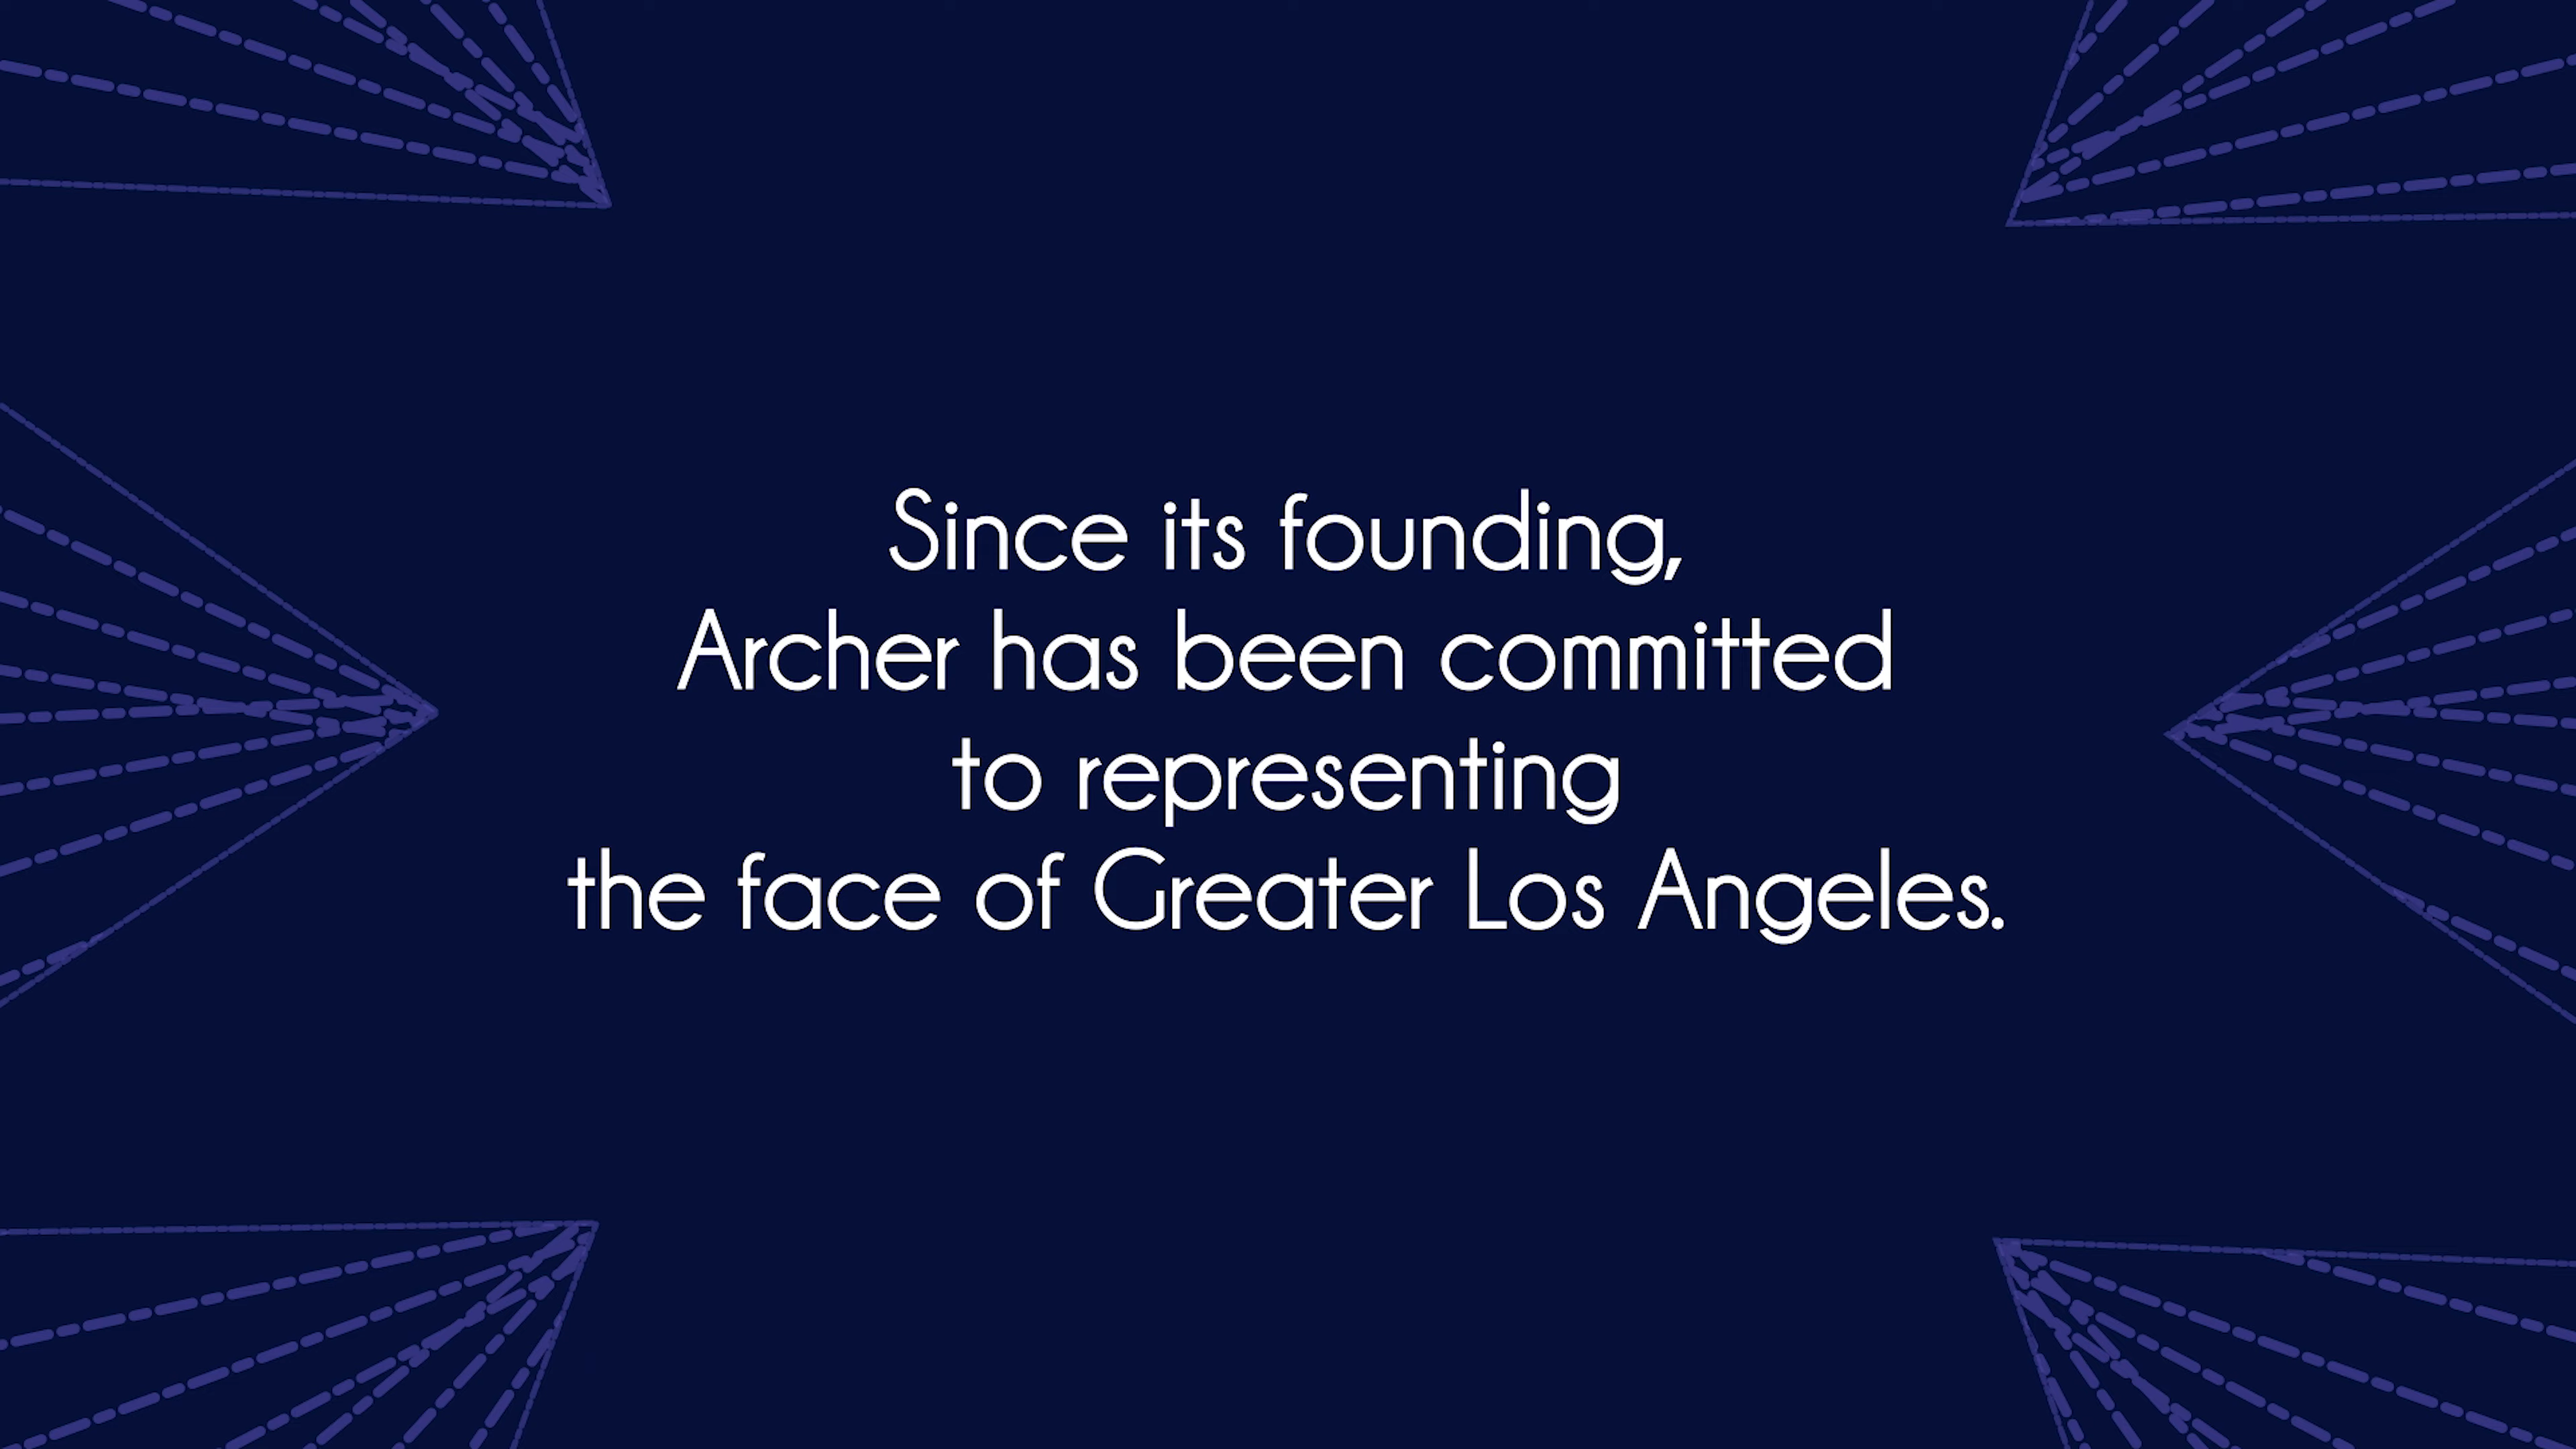 Since its founding,
Archer has been committed
to representing
the face of Greater Los Angeles.